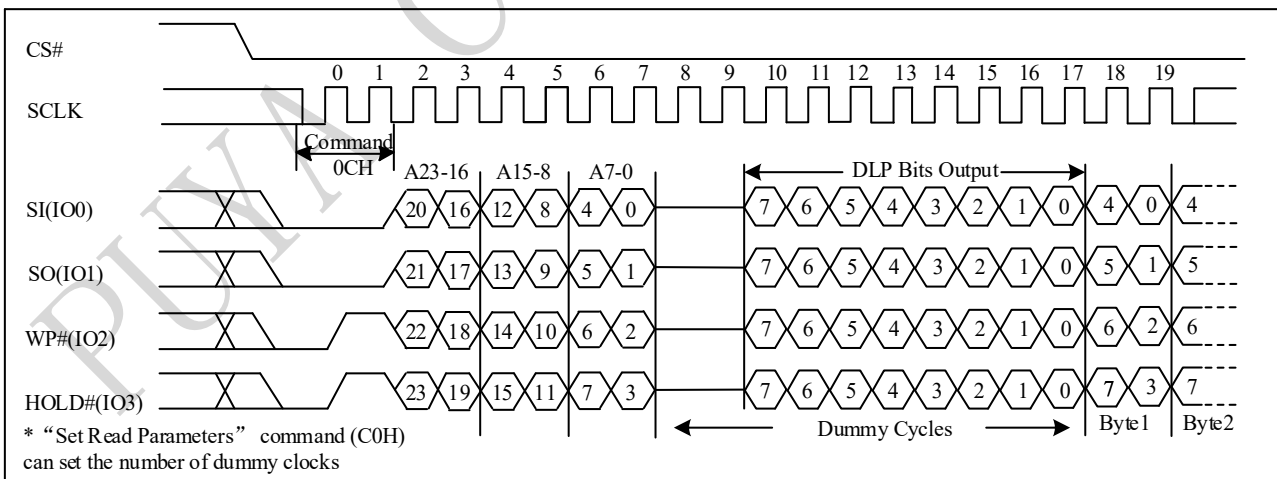 CS#
0 1 2 3 4 5 6 7 8 9 10 11 12 13 14 15 16 17 18 19
SCLK
Command
0CH
A23-16 A15-8 A7-0 DLP Bits Output
SI(IO0) 20 16 12 8 4 0 7 6 5 4 3 2 1 0 4 0 4
SO(IO1) 21 17 13 9 5 1 7 6 5 4 3 2 1 0 5 1 5
WP#(IO2) 22 18 14 10 6 2 7 6 5 4 3 2 1 0 6 2 6
HOLD#(IO3) 23 19 15 11 7 3 7 6 5 4 3 2 1 0 7 3 7
Dummy Cycles Byte1 Byte2
* “Set Read Parameters” command (C0H)
can set the number of dummy clocks
PUYA